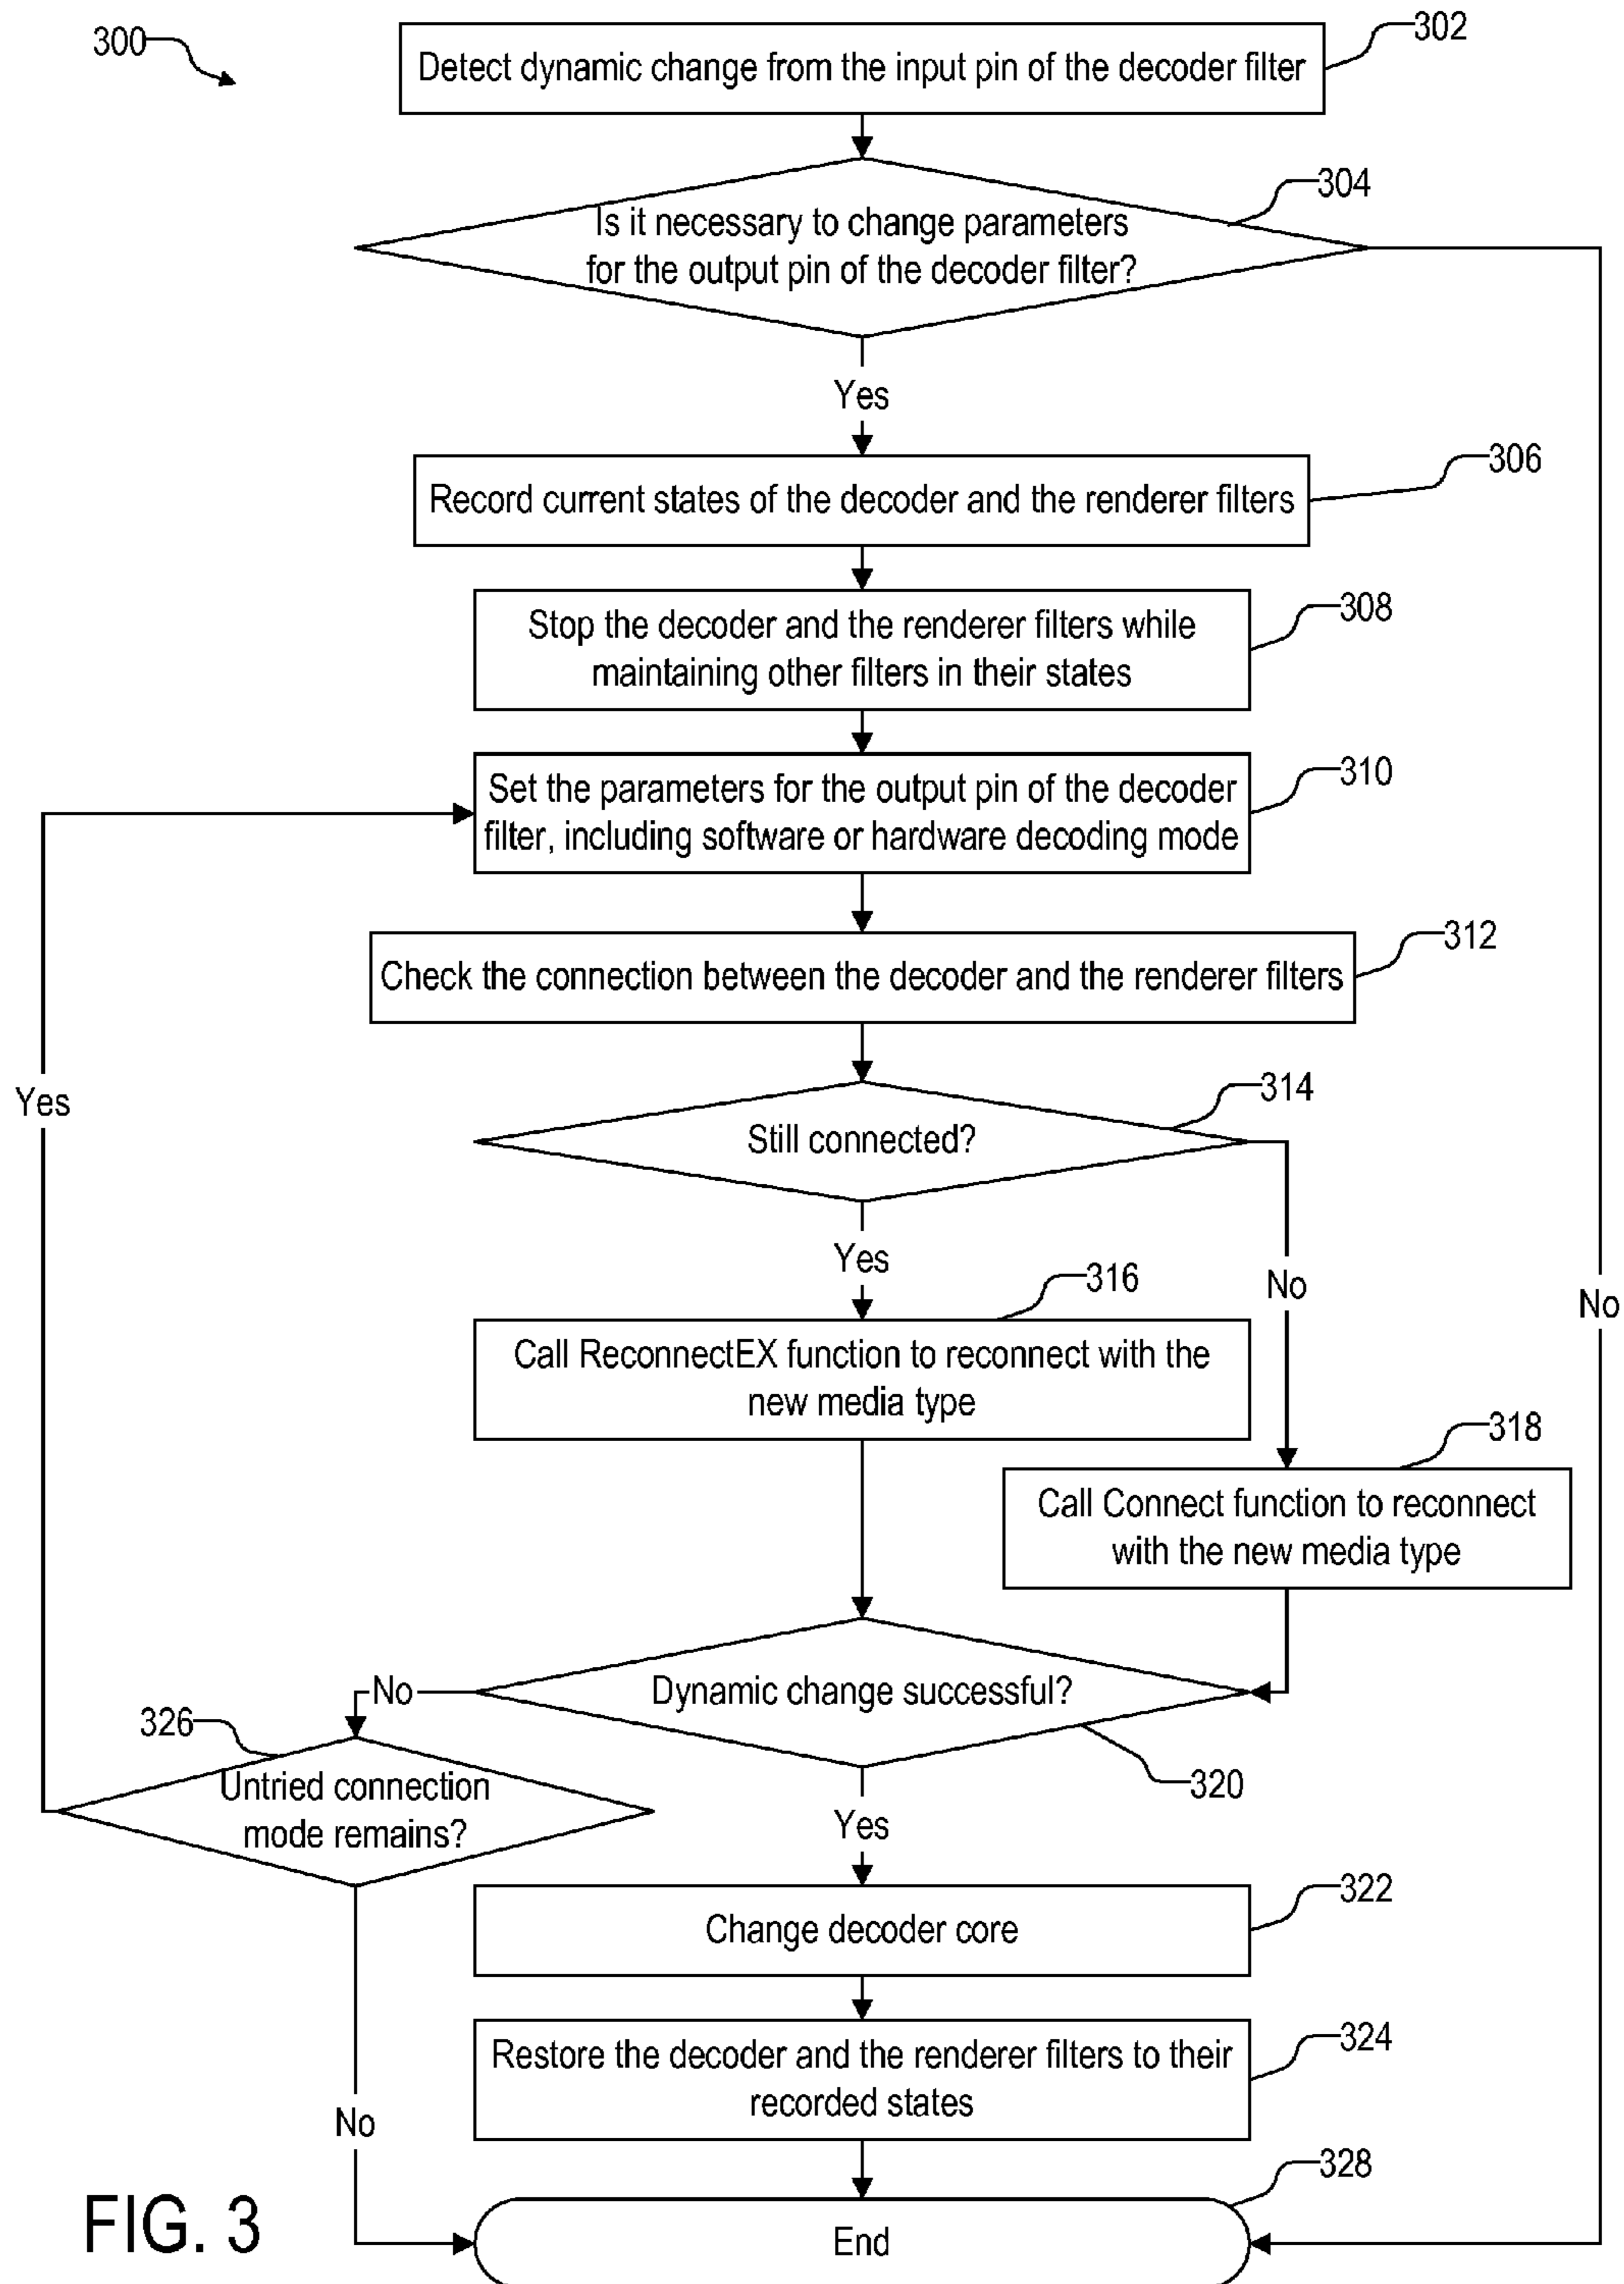 300
302
Detect dynamic change from the input pin of the decoder filter
304
Is it necessary to change parameters
for the output pin of the decoder filter?
Yes
306
Record current states of the decoder and the renderer filters
308
Stop the decoder and the renderer filters while
maintaining other filters in their states
310
Set the parameters for the output pin of the decoder
filter, including software or hardware decoding mode
312
Check the connection between the decoder and the renderer filters
Yes
314
Still connected?
Yes
No
No
316
Call ReconnectEX function to reconnect with the
new media type
318
Call Connect function to reconnect
with the new media type
No
Dynamic change successful?
326
320
Untried connection
mode remains?
Yes
322
Change decoder core
324
Restore the decoder and the renderer filters to their
recorded states
No
328
End
FIG. 3